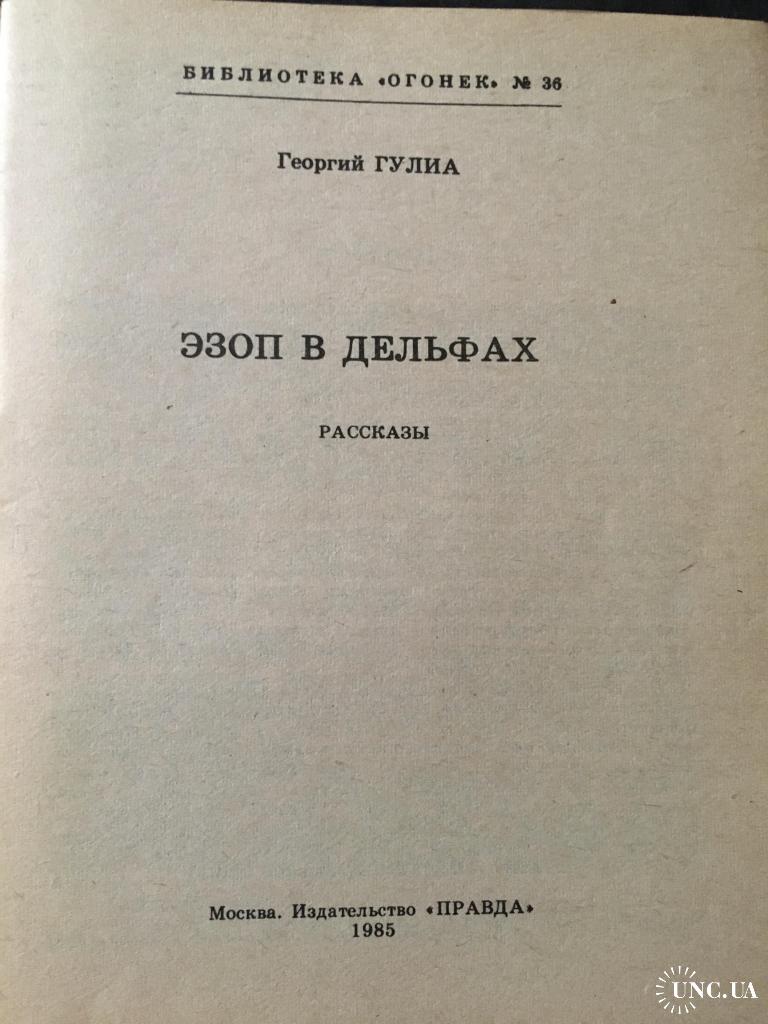 БИБЛИОТЕКА «ОГОНЕК» № 36
Георгий ГУЛИА
ЭЗОП В ДЕЛЬФАХ
РАССКАЗЫ
Москва. Издательство «ПРАВДА»
1985
UNC.UA